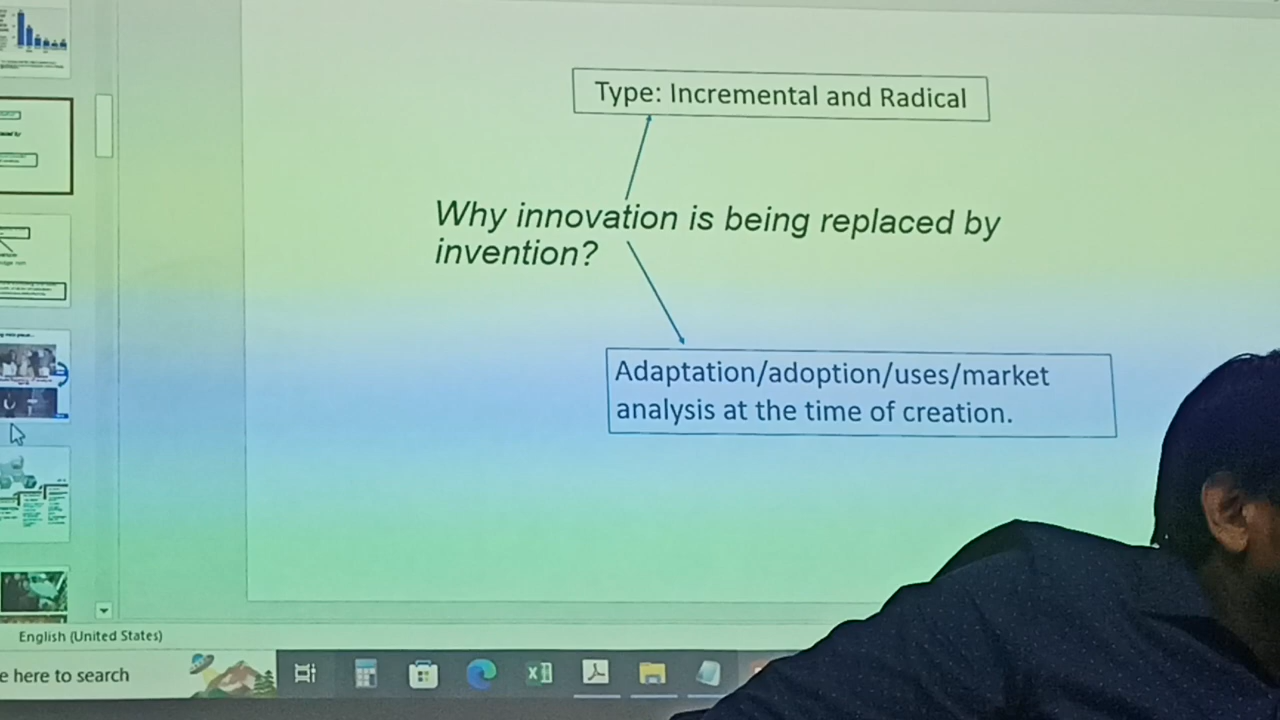 Type: Incremental and Radical
Why innovation is being replaced by
invention?
Adaptation/adoption/uses/market
analysis at the time of creation.
English (United States)
e here to search